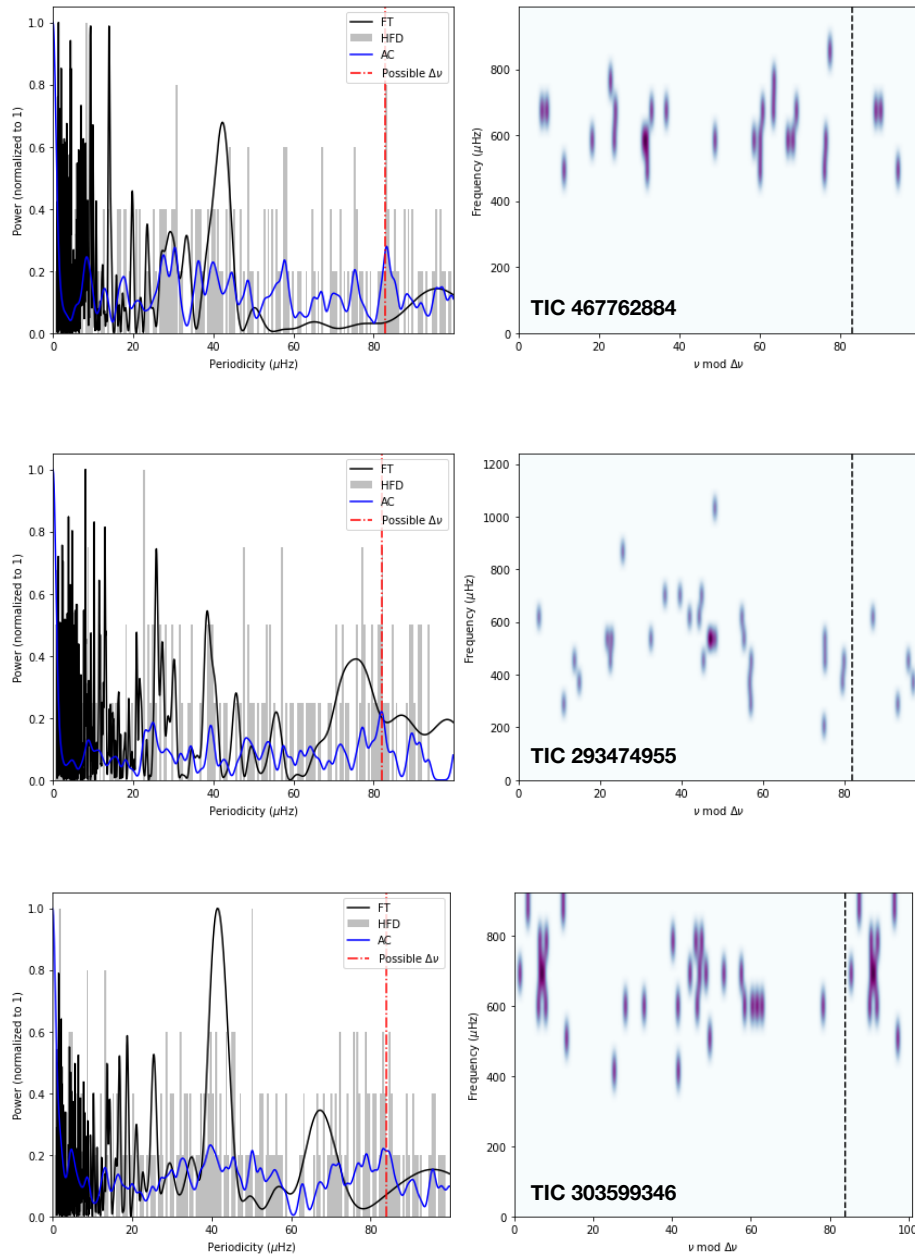 1.0
0.8
0.6
0.4
0.2
0.0
Power (normalized to 1)
0 20 40 60 80
Periodicity (μHz)
FT
HFD
AC
Possible Δν
800
600
400
200
0
Frequency (μHz)
0 20 40 60 80
ν mod Δν
TIC 467762884
1.0
0.8
0.6
0.4
0.2
0.0
Power (normalized to 1)
0 20 40 60 80
Periodicity (μHz)
FT
HFD
AC
Possible Δν
1200
1000
800
600
400
200
0
Frequency (μHz)
0 20 40 60 80
ν mod Δν
TIC 293474955
1.0
0.8
0.6
0.4
0.2
0.0
Power (normalized to 1)
0 20 40 60 80
Periodicity (μHz)
FT
HFD
AC
Possible Δν
800
600
400
200
0
Frequency (μHz)
0 20 40 60 80 100
ν mod Δν
TIC 303599346